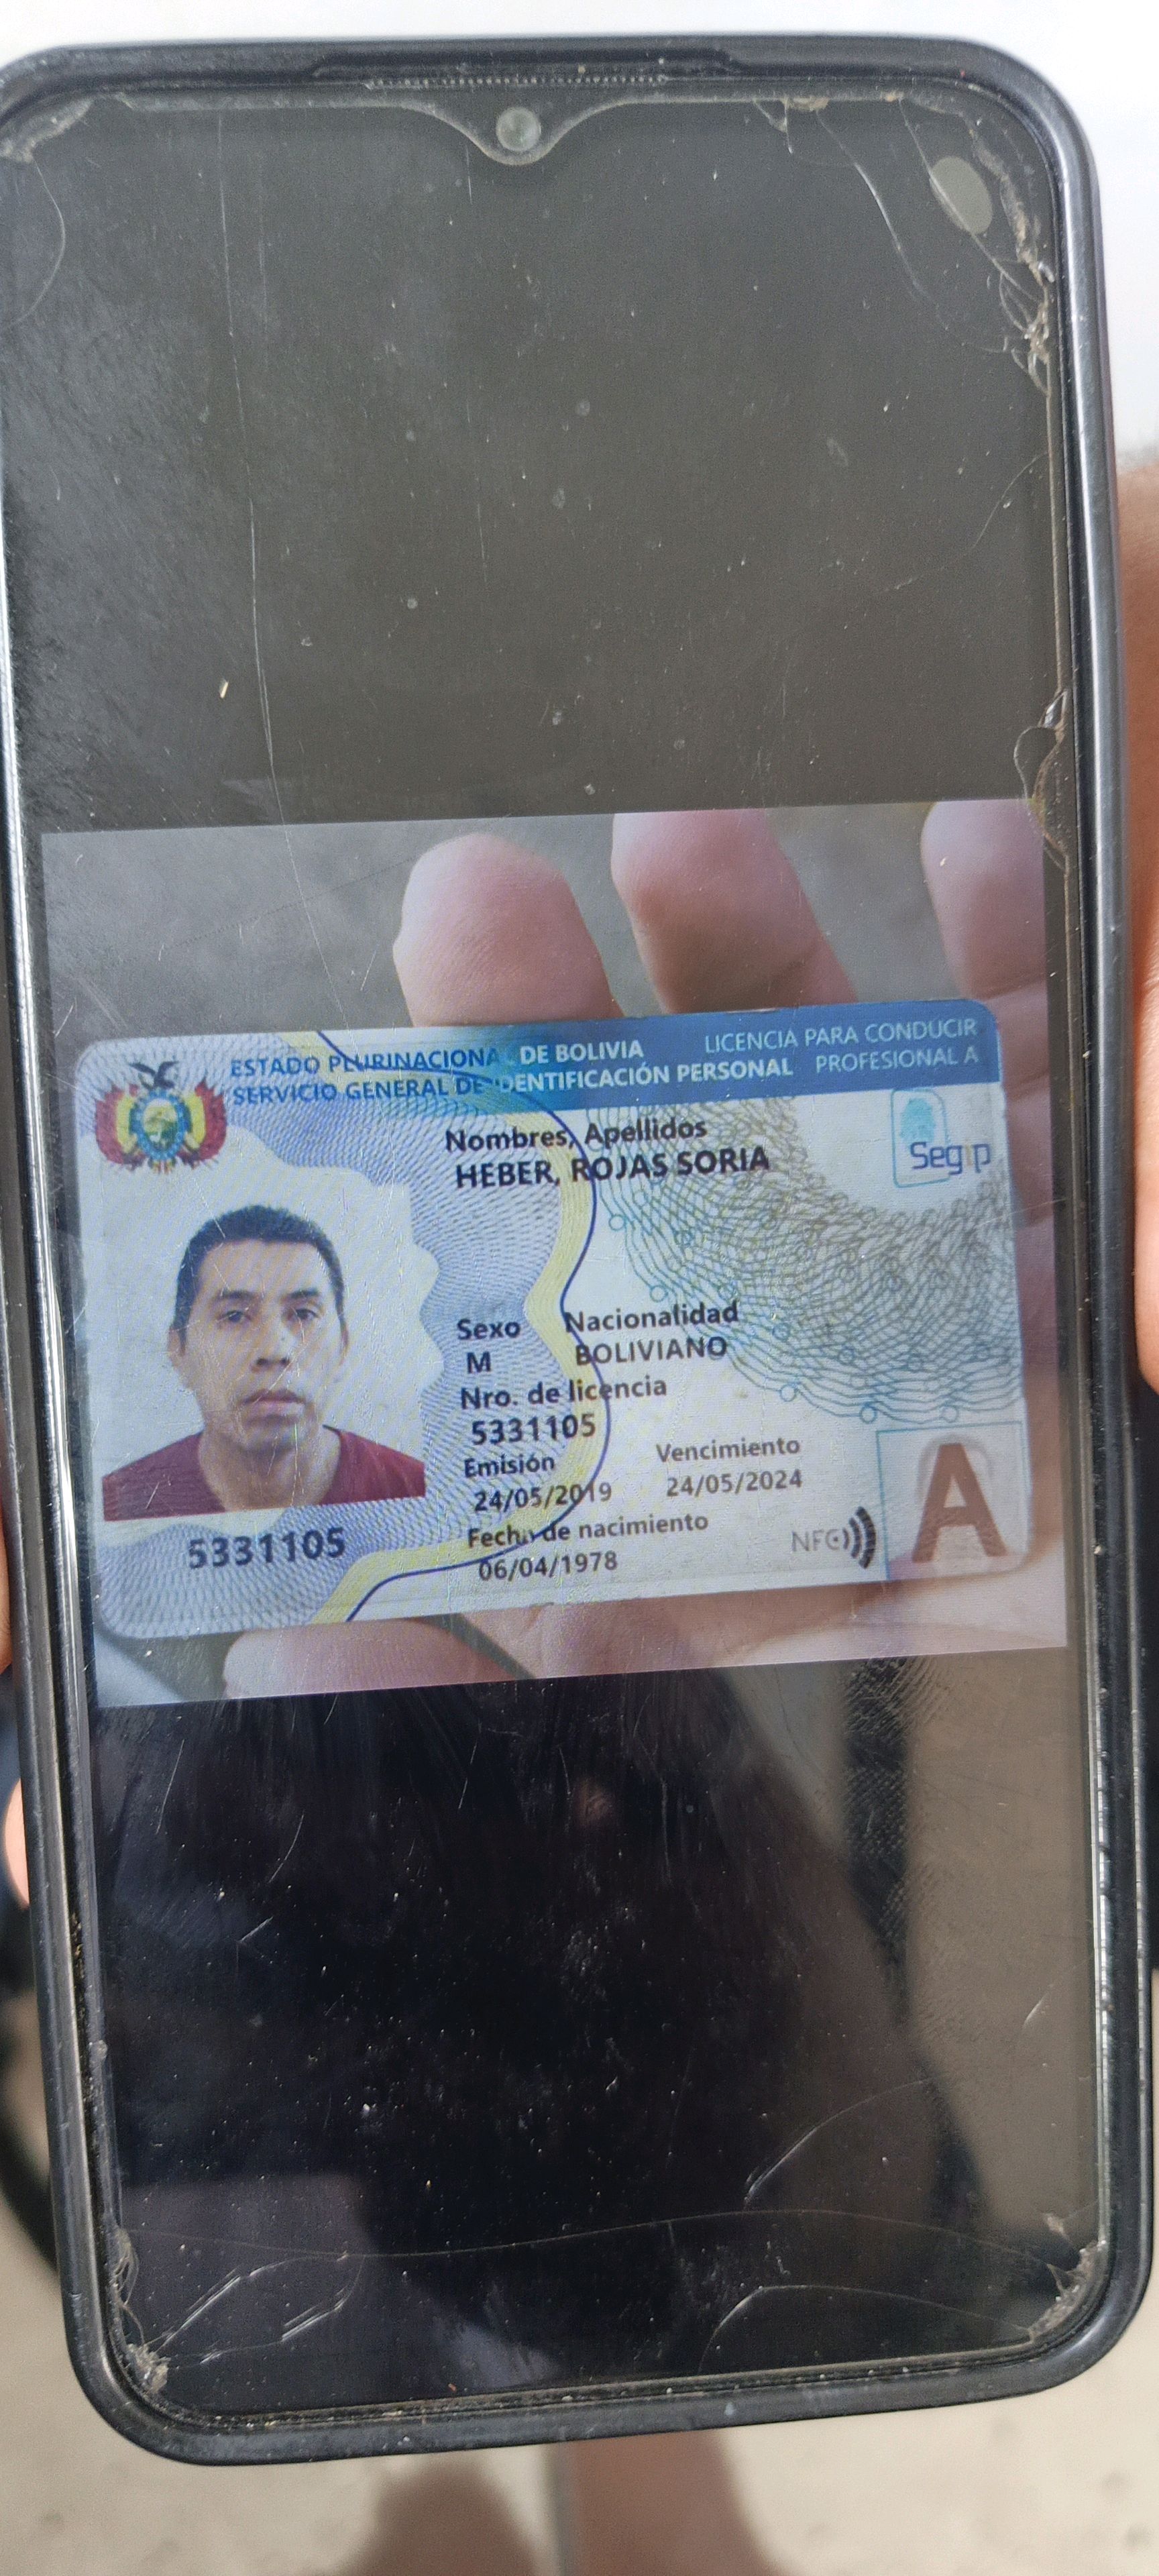 ESTADO PLURINACIONAL DE BOLIVIA
SERVICIO GENERAL DE IDENTIFICACIÓN PERSONAL
LICENCIA PARA CONDUCIR
PROFESIONAL A
Segip
Nombres, Apellidos
HEBER, ROJAS SORIA
Sexo Nacionalidad
M BOLIVIANO
Nro. de licencia
5331105
Emisión Vencimiento
24/05/2019 24/05/2024
Fecha de nacimiento
06/04/1978
5331105
NFC
A